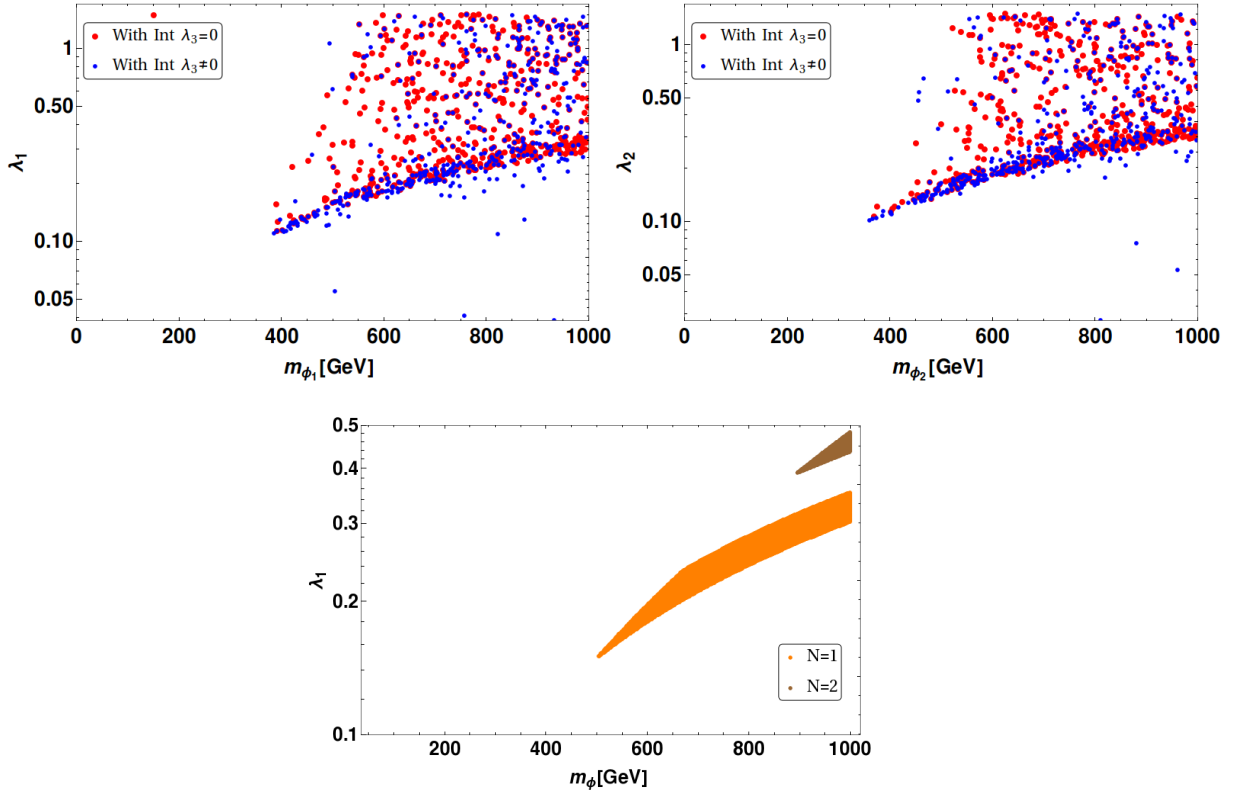 With Int λ₃=0
With Int λ₃≠0
1
0.50
0.10
0.05
λ₁
0 200 400 600 800 1000
m_ϕ₁[GeV]
With Int λ₃=0
With Int λ₃≠0
1
0.50
0.10
0.05
λ₂
0 200 400 600 800 1000
m_ϕ₂[GeV]
0.5
0.4
0.3
0.2
0.1
λ₁
N=1
N=2
200 400 600 800 1000
m_ϕ[GeV]